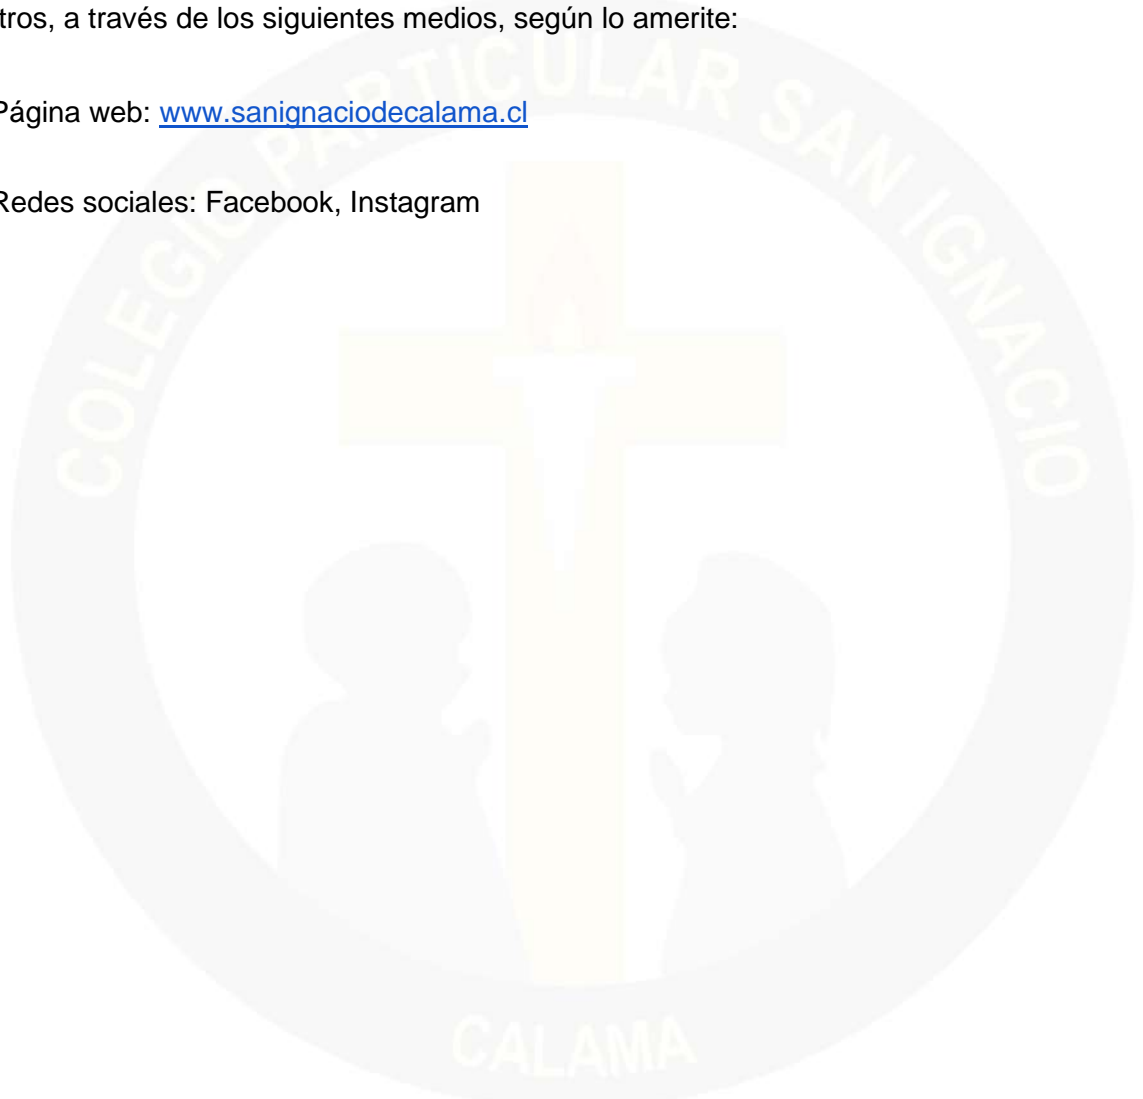 tros, a través de los siguientes medios, según lo amerite:
Página web: www.sanignaciodecalama.cl
Redes sociales: Facebook, Instagram
COLEGIO PARTICULAR SAN IGNACIO
CALAMA